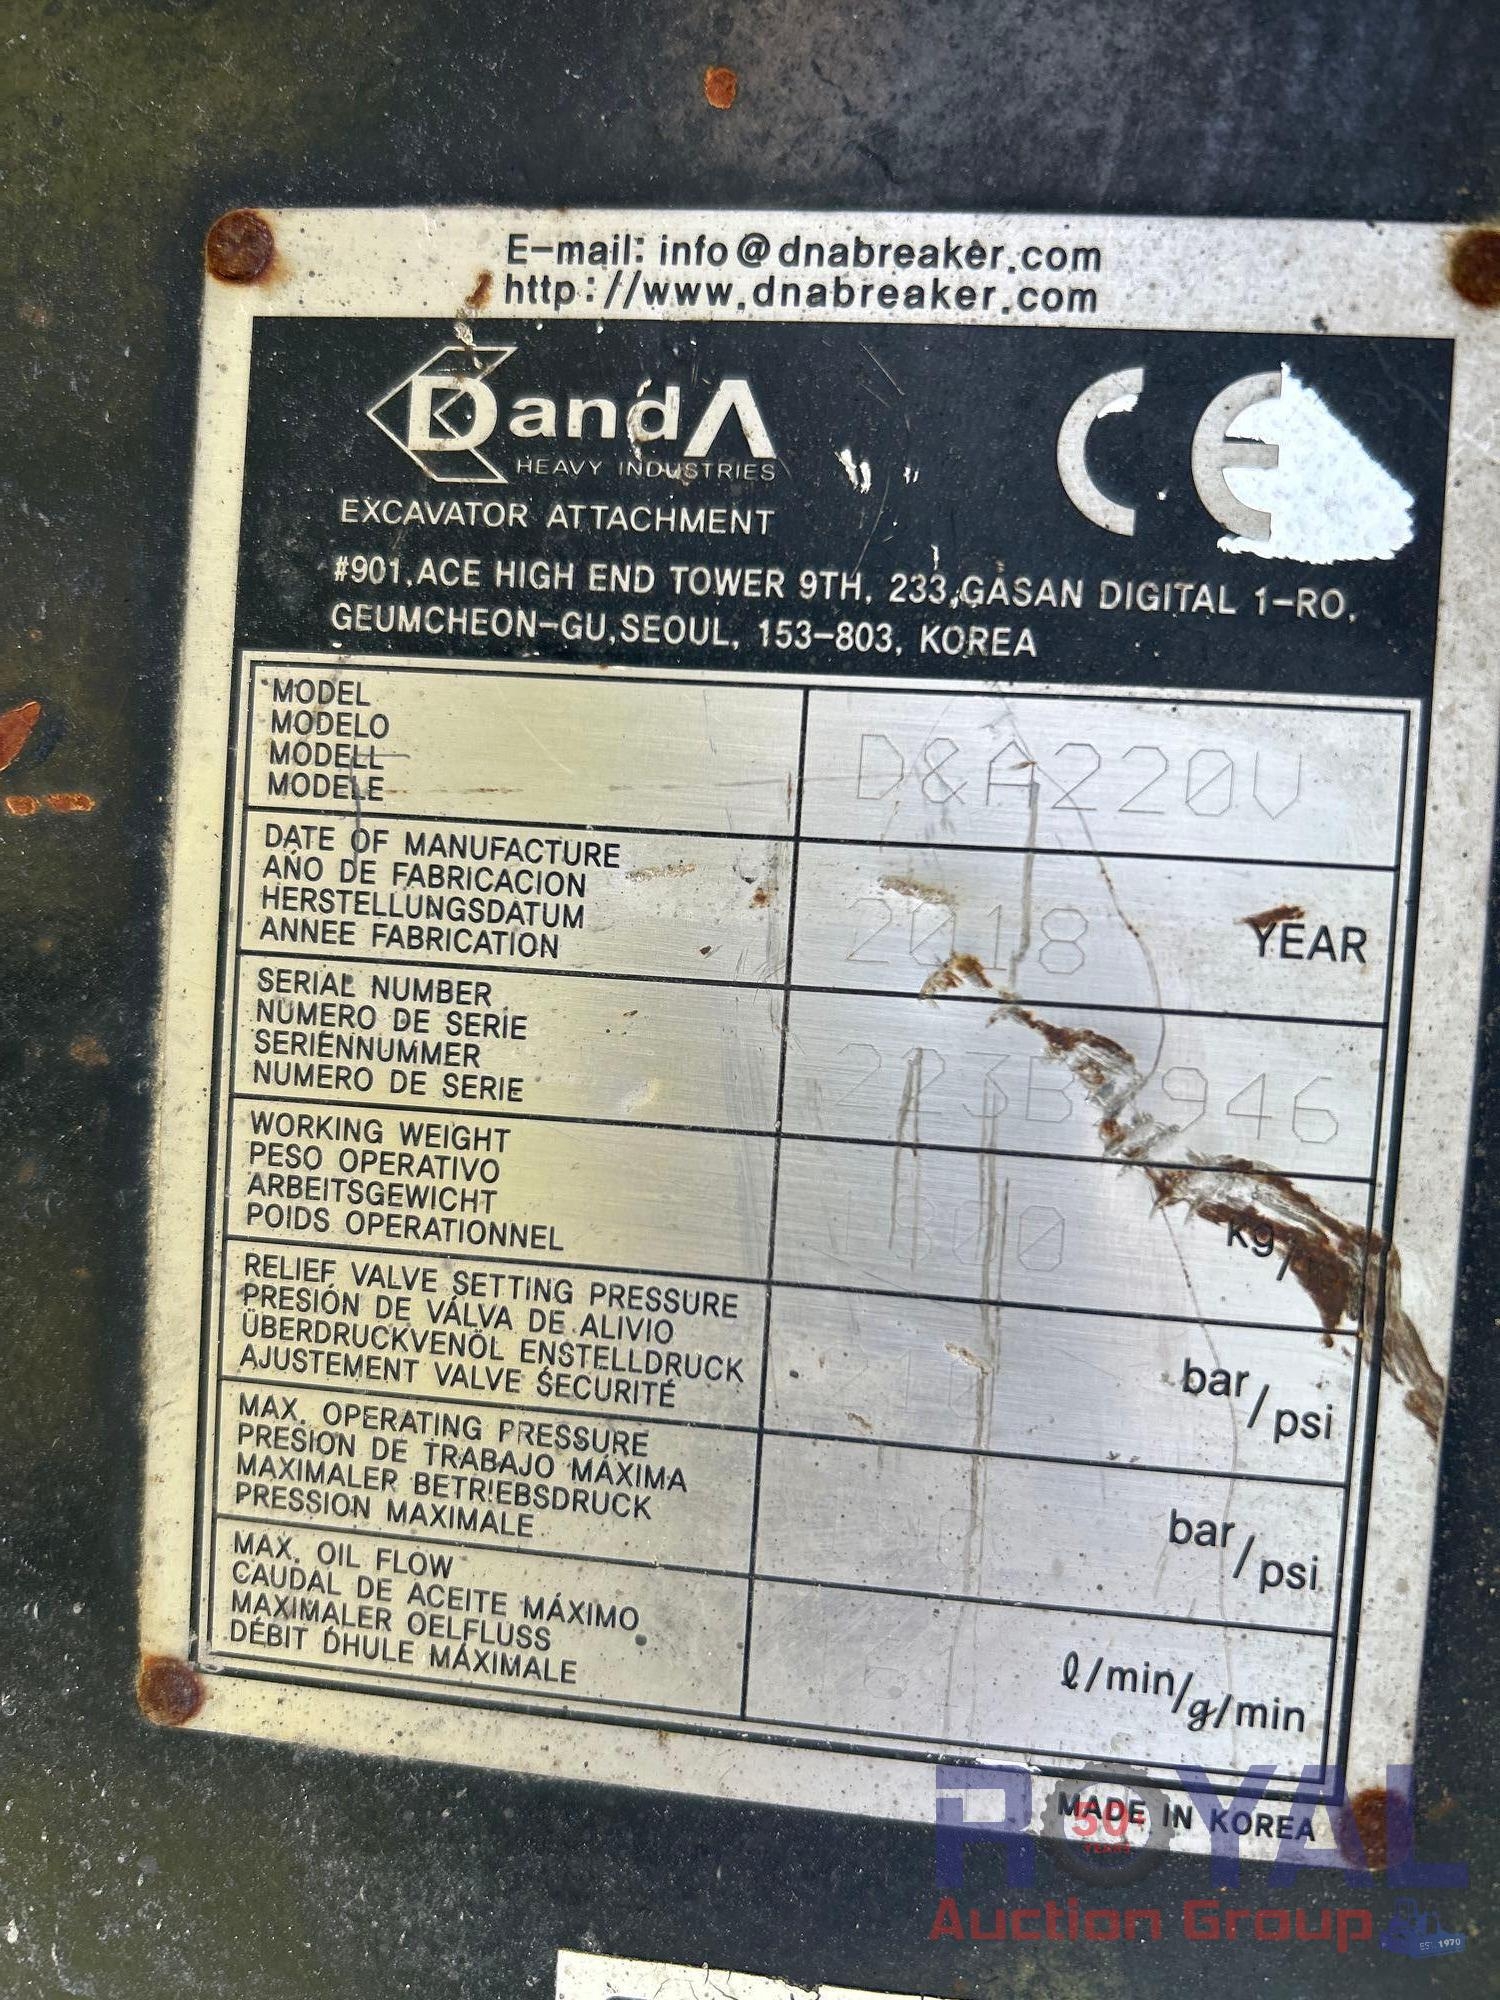 E-mail: info@dnabreaker.com
http://www.dnabreaker.com
DandA
HEAVY INDUSTRIES
CE
EXCAVATOR ATTACHMENT
#901,ACE HIGH END TOWER 9TH, 233,GASAN DIGITAL 1-RO,
GEUMCHEON-GU,SEOUL, 153-803, KOREA
MODEL
MODELO
MODELL
MODELE
D&A220V
DATE OF MANUFACTURE
AÑO DE FABRICACION
HERSTELLUNGSDATUM
ANNEE FABRICATION
2018 YEAR
SERIAL NUMBER
NÚMERO DE SERIE
SERIENNUMMER
NUMERO DE SERIE
WORKING WEIGHT
PESO OPERATIVO
ARBEITSGEWICHT
POIDS OPERATIONNEL
kg/
RELIEF VALVE SETTING PRESSURE
PRESIÓN DE VÁLVA DE ALIVIO
ÜBERDRUCKVENÖL ENSTELLDRUCK
AJUSTEMENT VALVE SECURITÉ
bar/psi
MAX. OPERATING PRESSURE
PRESION DE TRABAJO MÁXIMA
MAXIMALER BETRIEBSDRUCK
PRESSION MAXIMALE
bar/psi
MAX. OIL FLOW
CAUDAL DE ACEITE MÁXIMO
MAXIMALER OELFLUSS
DÉBIT DHULE MÁXIMALE
ℓ/min/g/min
MADE IN KOREA
ROYAL
50
YEARS
Auction Group
EST. 1970